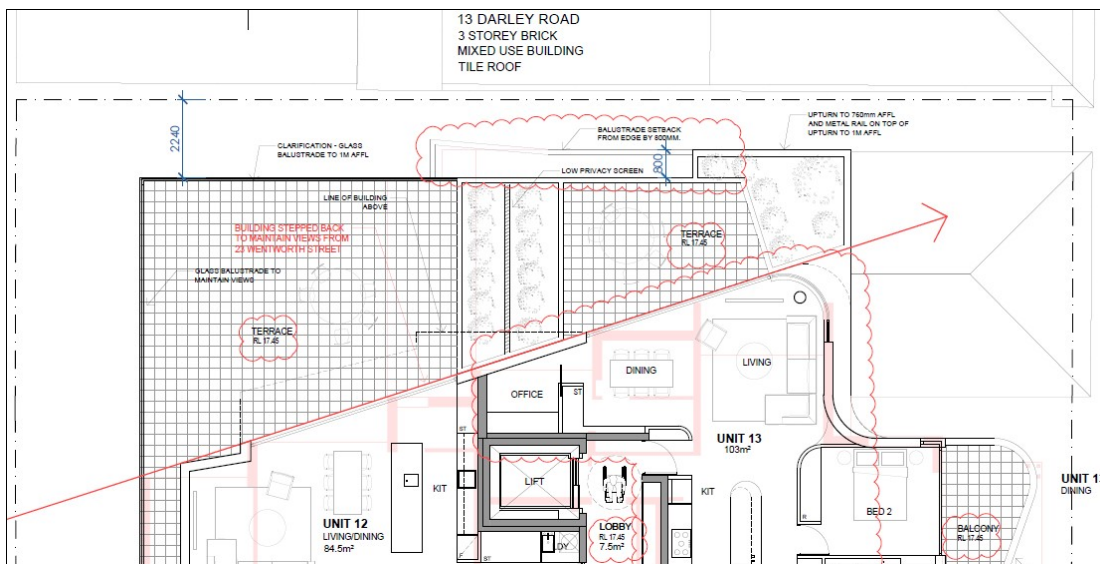 13 DARLEY ROAD
3 STOREY BRICK
MIXED USE BUILDING
TILE ROOF
2240
CLARIFICATION - GLASS
BALUSTRADE TO 1M AFFL
BALUSTRADE SETBACK
FROM EDGE BY 800MM.
800
UPTURN TO 760mm AFFL
AND METAL RAIL ON TOP OF
UPTURN TO 1M AFFL
LOW PRIVACY SCREEN
LINE OF BUILDING
ABOVE
BUILDING STEPPED BACK
TO MAINTAIN VIEWS FROM
23 WENTWORTH STREET
GLASS BALUSTRADE TO
MAINTAIN VIEWS
TERRACE
RL 17.45
TERRACE
RL 17.45
OFFICE
ST
DINING
LIVING
UNIT 13
103m²
ST
KIT
LIFT
KIT
UNIT 12
LIVING/DINING
84.5m²
F
ST
LDY
LOBBY
RL 17.45
7.5m²
R
BED 2
BALCONY
RL 17.45
DINING